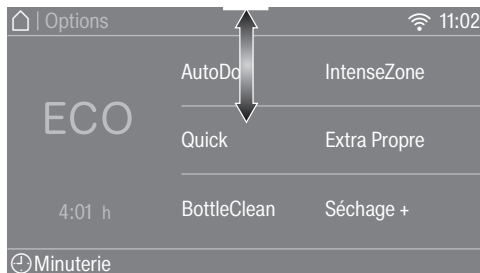 | Options 11:02
AutoDo IntenseZone
ECO
Quick Extra Propre
4:01 h BottleClean Séchage +
Minuterie